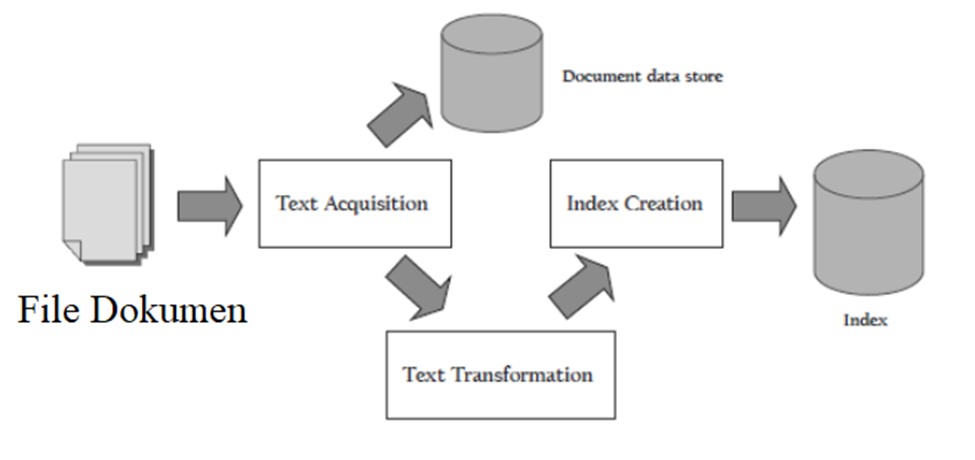 Document data store
Text Acquisition
Index Creation
File Dokumen
Index
Text Transformation